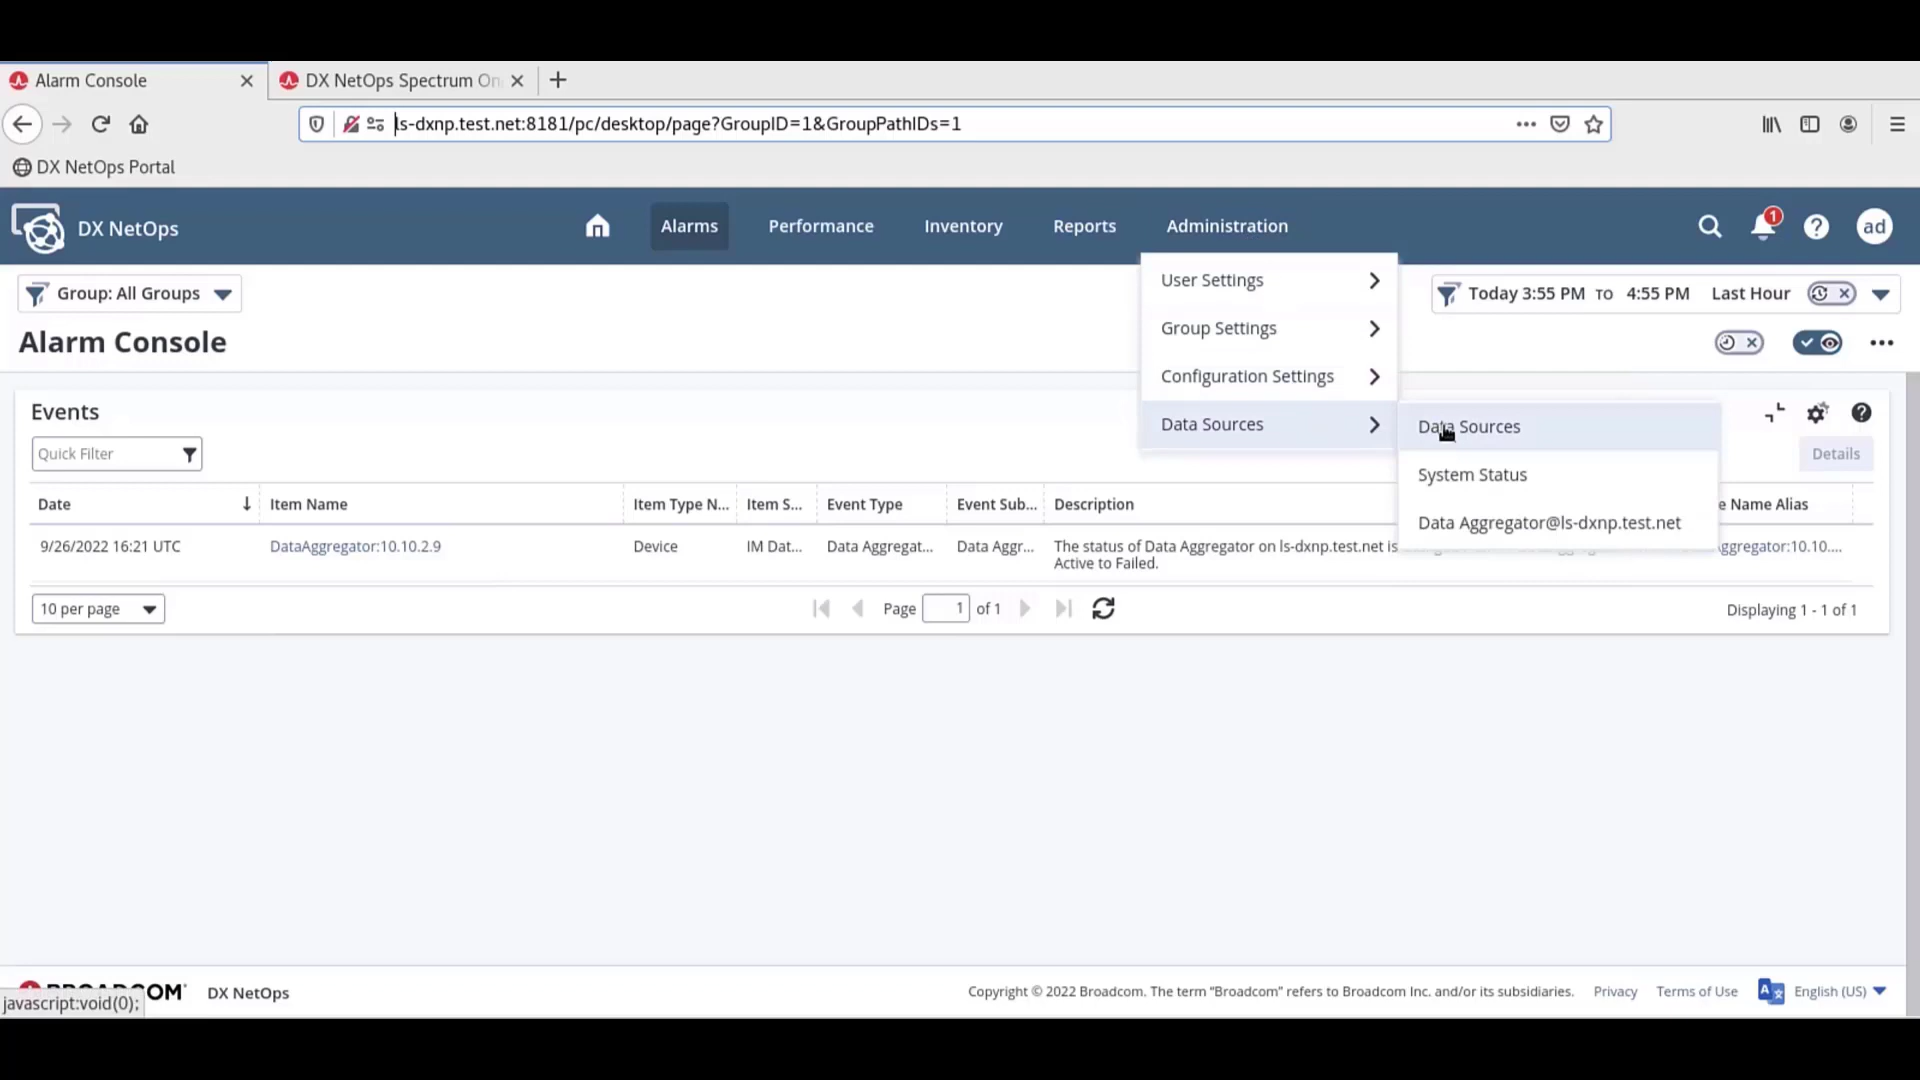 Alarm Console
DX NetOps Spectrum On
ls-dxnp.test.net:8181/pc/desktop/page?GroupID=1&GroupPathIDs=1
DX NetOps Portal
DX NetOps
Alarms
Performance
Inventory
Reports
Administration
1
ad
Group: All Groups
User Settings
Today 3:55 PM TO 4:55 PM Last Hour
Group Settings
Alarm Console
Configuration Settings
Data Sources
Data Sources
System Status
Data Aggregator@ls-dxnp.test.net
Events
Quick Filter
Details
Date
Item Name
Item Type N...
Item S...
Event Type
Event Sub...
Description
Name Alias
9/26/2022 16:21 UTC
DataAggregator:10.10.2.9
Device
IM Dat...
Data Aggregat...
Data Aggr...
The status of Data Aggregator on ls-dxnp.test.net is
Active to Failed.
ggregator:10.10....
10 per page
Page 1 of 1
Displaying 1 - 1 of 1
DX NetOps
Copyright © 2022 Broadcom. The term “Broadcom” refers to Broadcom Inc. and/or its subsidiaries.
Privacy
Terms of Use
English (US)
javascript:void(0);